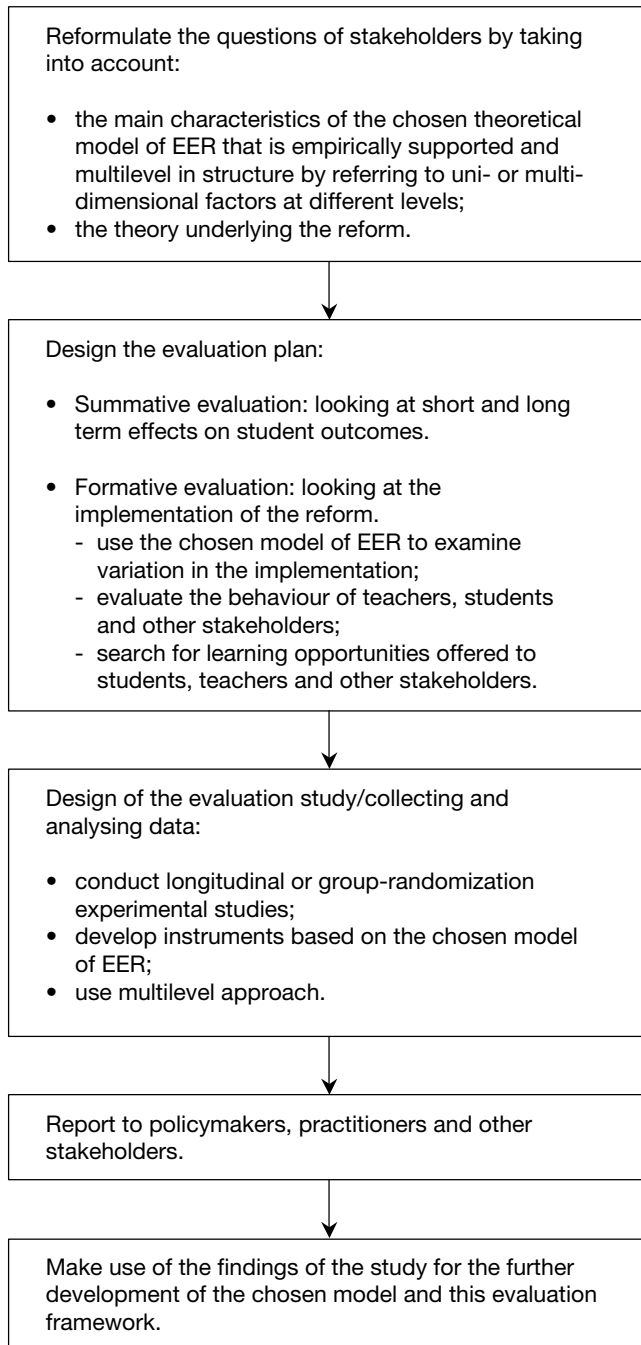 Reformulate the questions of stakeholders by taking
into account:
• the main characteristics of the chosen theoretical
model of EER that is empirically supported and
multilevel in structure by referring to uni- or multi-
dimensional factors at different levels;
• the theory underlying the reform.
Design the evaluation plan:
• Summative evaluation: looking at short and long
term effects on student outcomes.
• Formative evaluation: looking at the
implementation of the reform.
- use the chosen model of EER to examine
variation in the implementation;
- evaluate the behaviour of teachers, students
and other stakeholders;
- search for learning opportunities offered to
students, teachers and other stakeholders.
Design of the evaluation study/collecting and
analysing data:
• conduct longitudinal or group-randomization
experimental studies;
• develop instruments based on the chosen model
of EER;
• use multilevel approach.
Report to policymakers, practitioners and other
stakeholders.
Make use of the findings of the study for the further
development of the chosen model and this evaluation
framework.